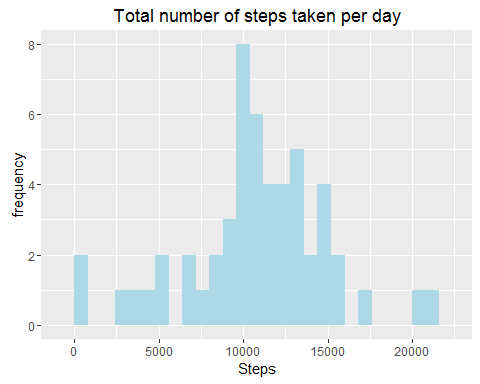 Total number of steps taken per day
8
6
4
2
0
frequency
0 5000 10000 15000 20000
Steps